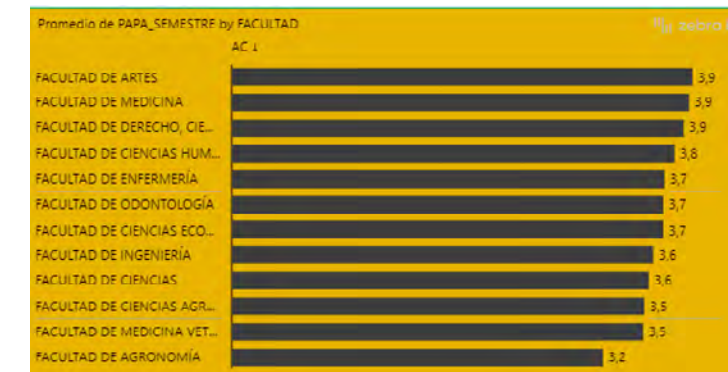 Promedio de PAPA_SEMESTRE by FACULTAD
zebra
AC ↓
FACULTAD DE ARTES 3,9
FACULTAD DE MEDICINA 3,9
FACULTAD DE DERECHO, CIE... 3,9
FACULTAD DE CIENCIAS HUM... 3,8
FACULTAD DE ENFERMERÍA 3,7
FACULTAD DE ODONTOLOGÍA 3,7
FACULTAD DE CIENCIAS ECO... 3,7
FACULTAD DE INGENIERÍA 3,6
FACULTAD DE CIENCIAS 3,6
FACULTAD DE CIENCIAS AGR... 3,5
FACULTAD DE MEDICINA VET... 3,5
FACULTAD DE AGRONOMÍA 3,2